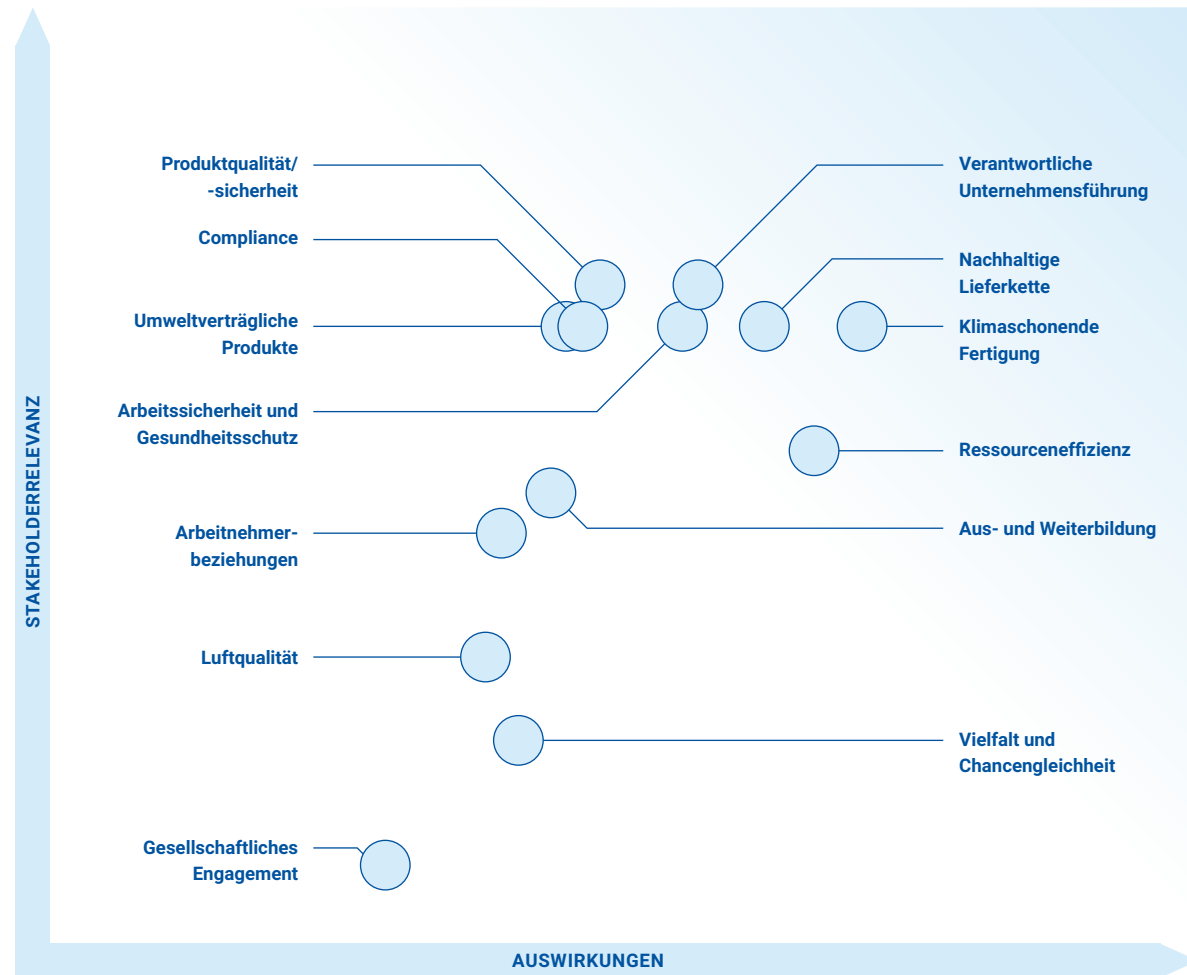 STAKEHOLDERRELEVANZ
Produktqualität/
-sicherheit
Compliance
Umweltverträgliche
Produkte
Arbeitssicherheit und
Gesundheitsschutz
Arbeitnehmer-
beziehungen
Luftqualität
Gesellschaftliches
Engagement
Verantwortliche
Unternehmensführung
Nachhaltige
Lieferkette
Klimaschonende
Fertigung
Ressourceneffizienz
Aus- und Weiterbildung
Vielfalt und
Chancengleichheit
AUSWIRKUNGEN